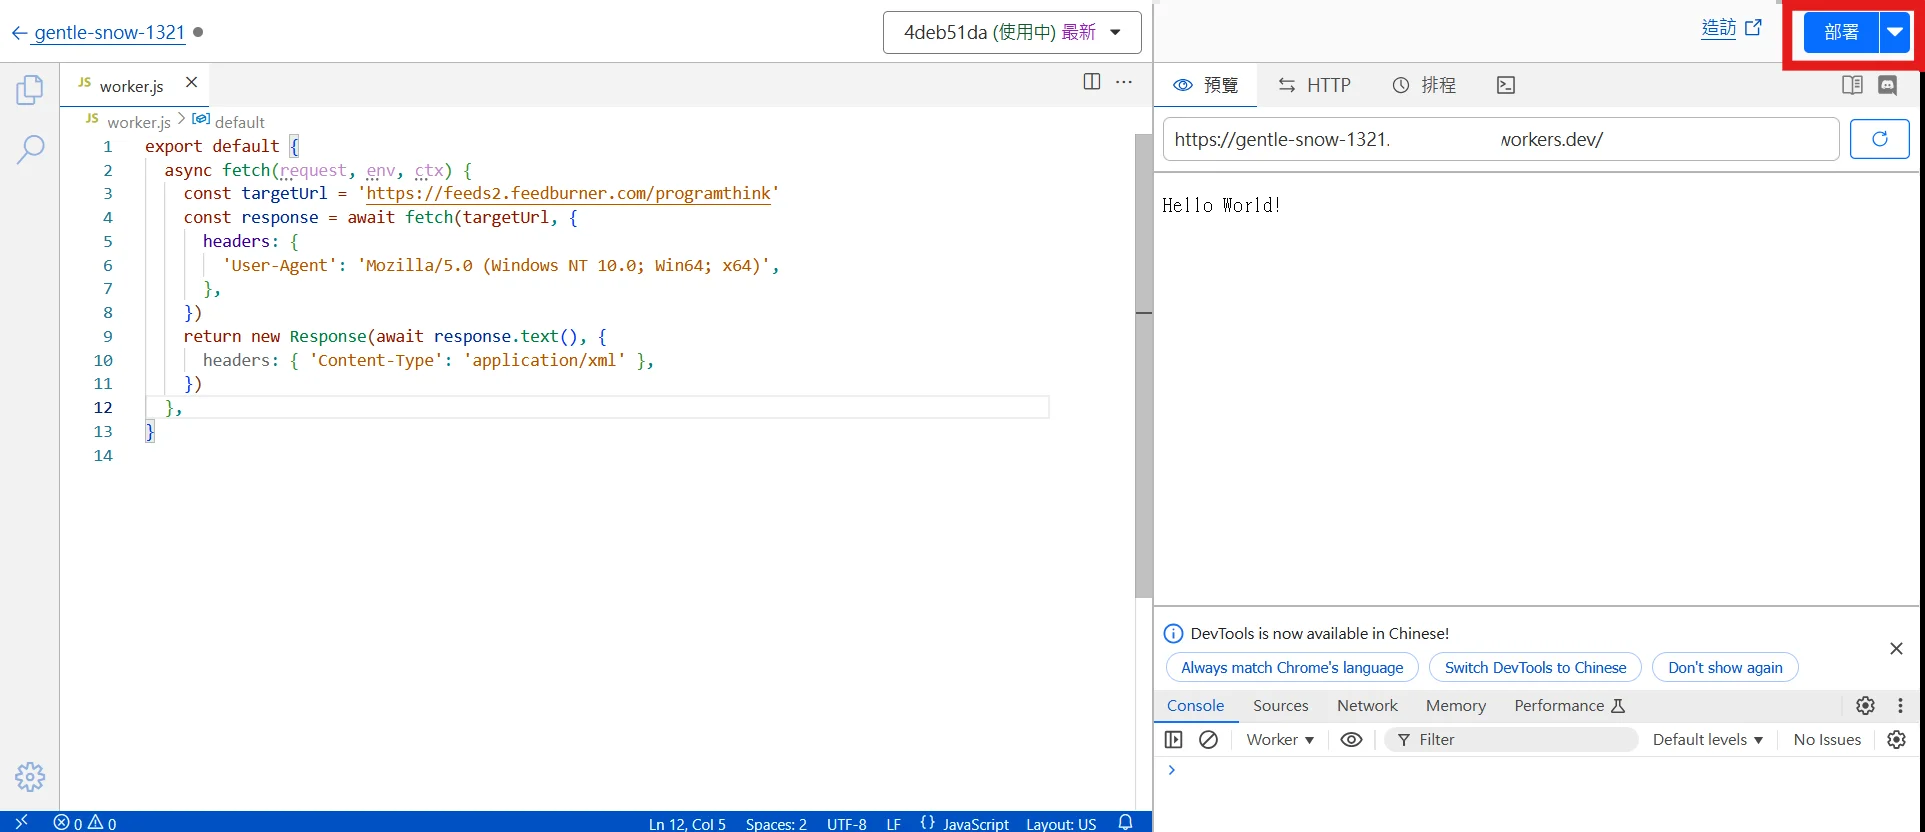 gentle-snow-1321
4deb51da (使用中) 最新
造訪
部署
JS worker.js
預覽
HTTP
排程
JS worker.js > default
https://gentle-snow-1321. workers.dev/
1 export default {
2 async fetch(request, env, ctx) {
3 const targetUrl = 'https://feeds2.feedburner.com/programthink'
4 const response = await fetch(targetUrl, {
5 headers: {
6 'User-Agent': 'Mozilla/5.0 (Windows NT 10.0; Win64; x64)',
7 },
8 })
9 return new Response(await response.text(), {
10 headers: { 'Content-Type': 'application/xml' },
11 })
12 },
13 }
14
Hello World!
DevTools is now available in Chinese!
Always match Chrome's language
Switch DevTools to Chinese
Don't show again
Console Sources Network Memory Performance
Worker
Filter
Default levels
No Issues
0 0
Ln 12, Col 5 Spaces: 2 UTF-8 LF {} JavaScript Layout: US